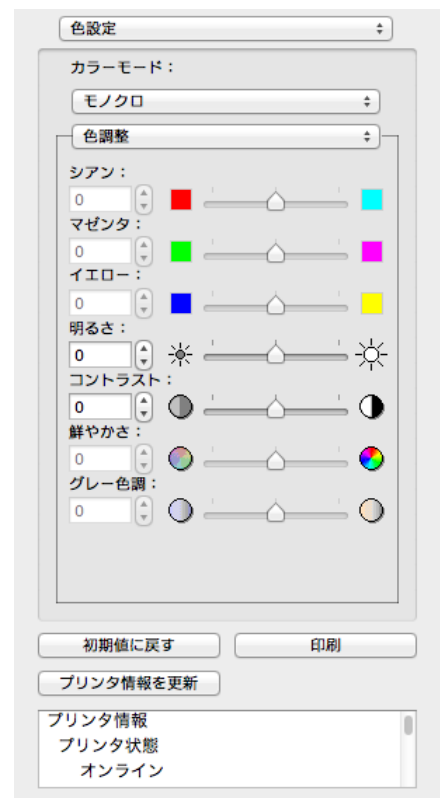 色設定
カラーモード：
モノクロ
色調整
シアン：
0
マゼンタ：
0
イエロー：
0
明るさ：
0
コントラスト：
0
鮮やかさ：
0
グレー色調：
0
初期値に戻す 印刷
プリンタ情報を更新
プリンタ情報
プリンタ状態
オンライン